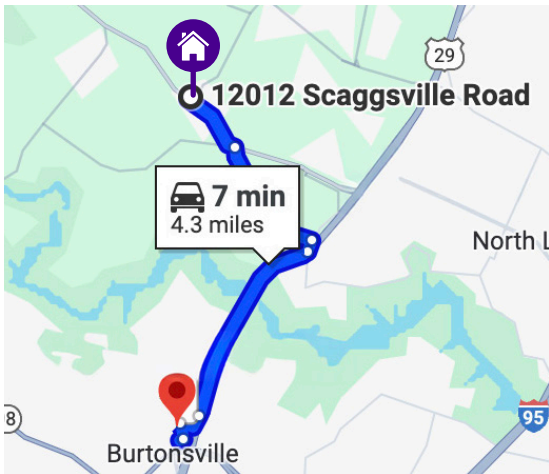 29
12012 Scaggsville Road
7 min
4.3 miles
North L
95
8
Burtonsville